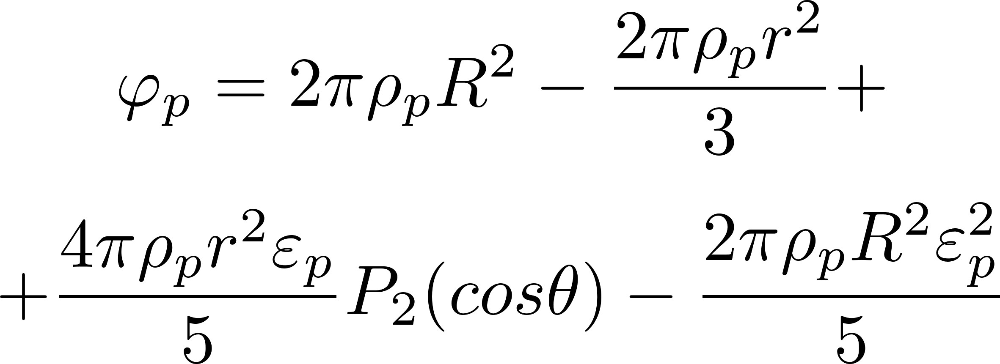 φ_p = 2πρ_pR^2 − \frac{2πρ_pr^2}{3} +
+ \frac{4πρ_pr^2ε_p}{5}P_2(cosθ) − \frac{2πρ_pR^2ε_p^2}{5}